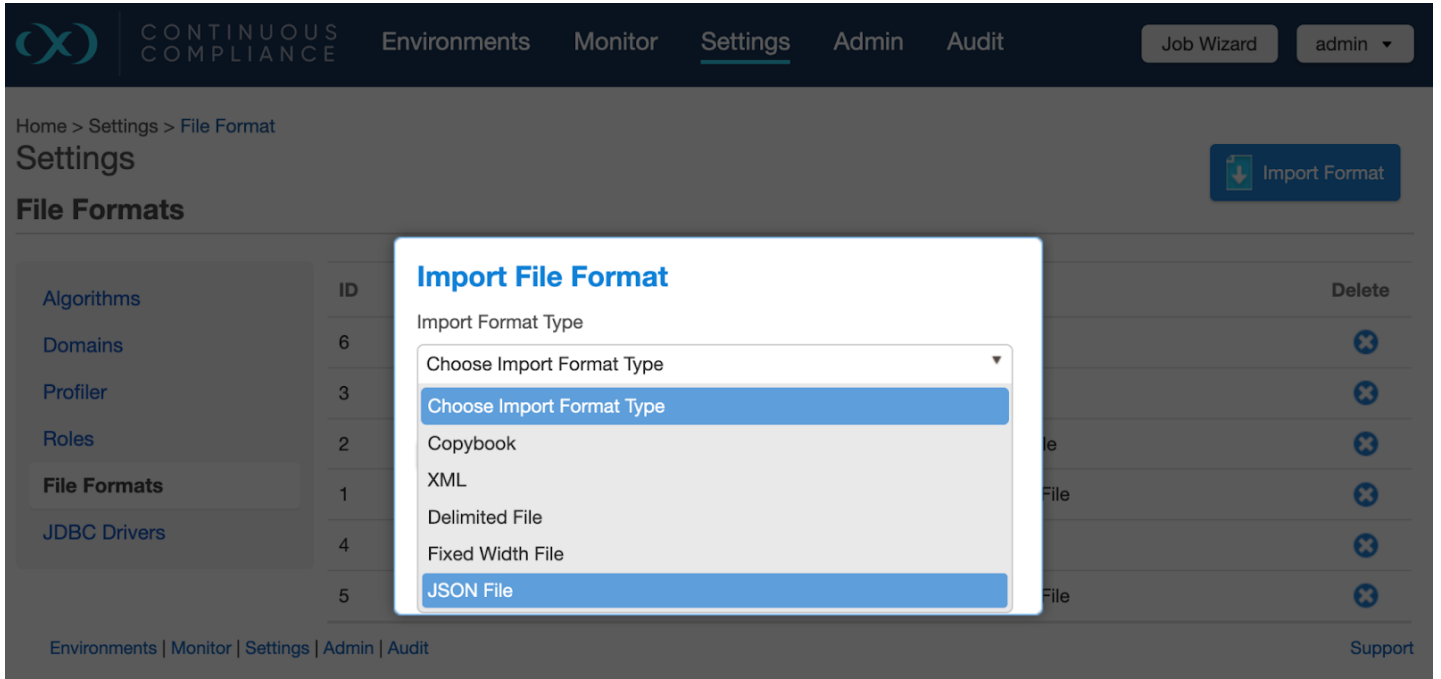 CONTINUOUS
COMPLIANCE
Environments Monitor Settings Admin Audit Job Wizard admin
Home > Settings > File Format
Settings
Import Format
File Formats
Import File Format
Import Format Type
Choose Import Format Type
Choose Import Format Type
Copybook
XML
Delimited File
Fixed Width File
JSON File
Algorithms
Domains
Profiler
Roles
File Formats
JDBC Drivers
ID Delete
6
3
2
1 File
4
5 File
Environments | Monitor | Settings | Admin | Audit Support